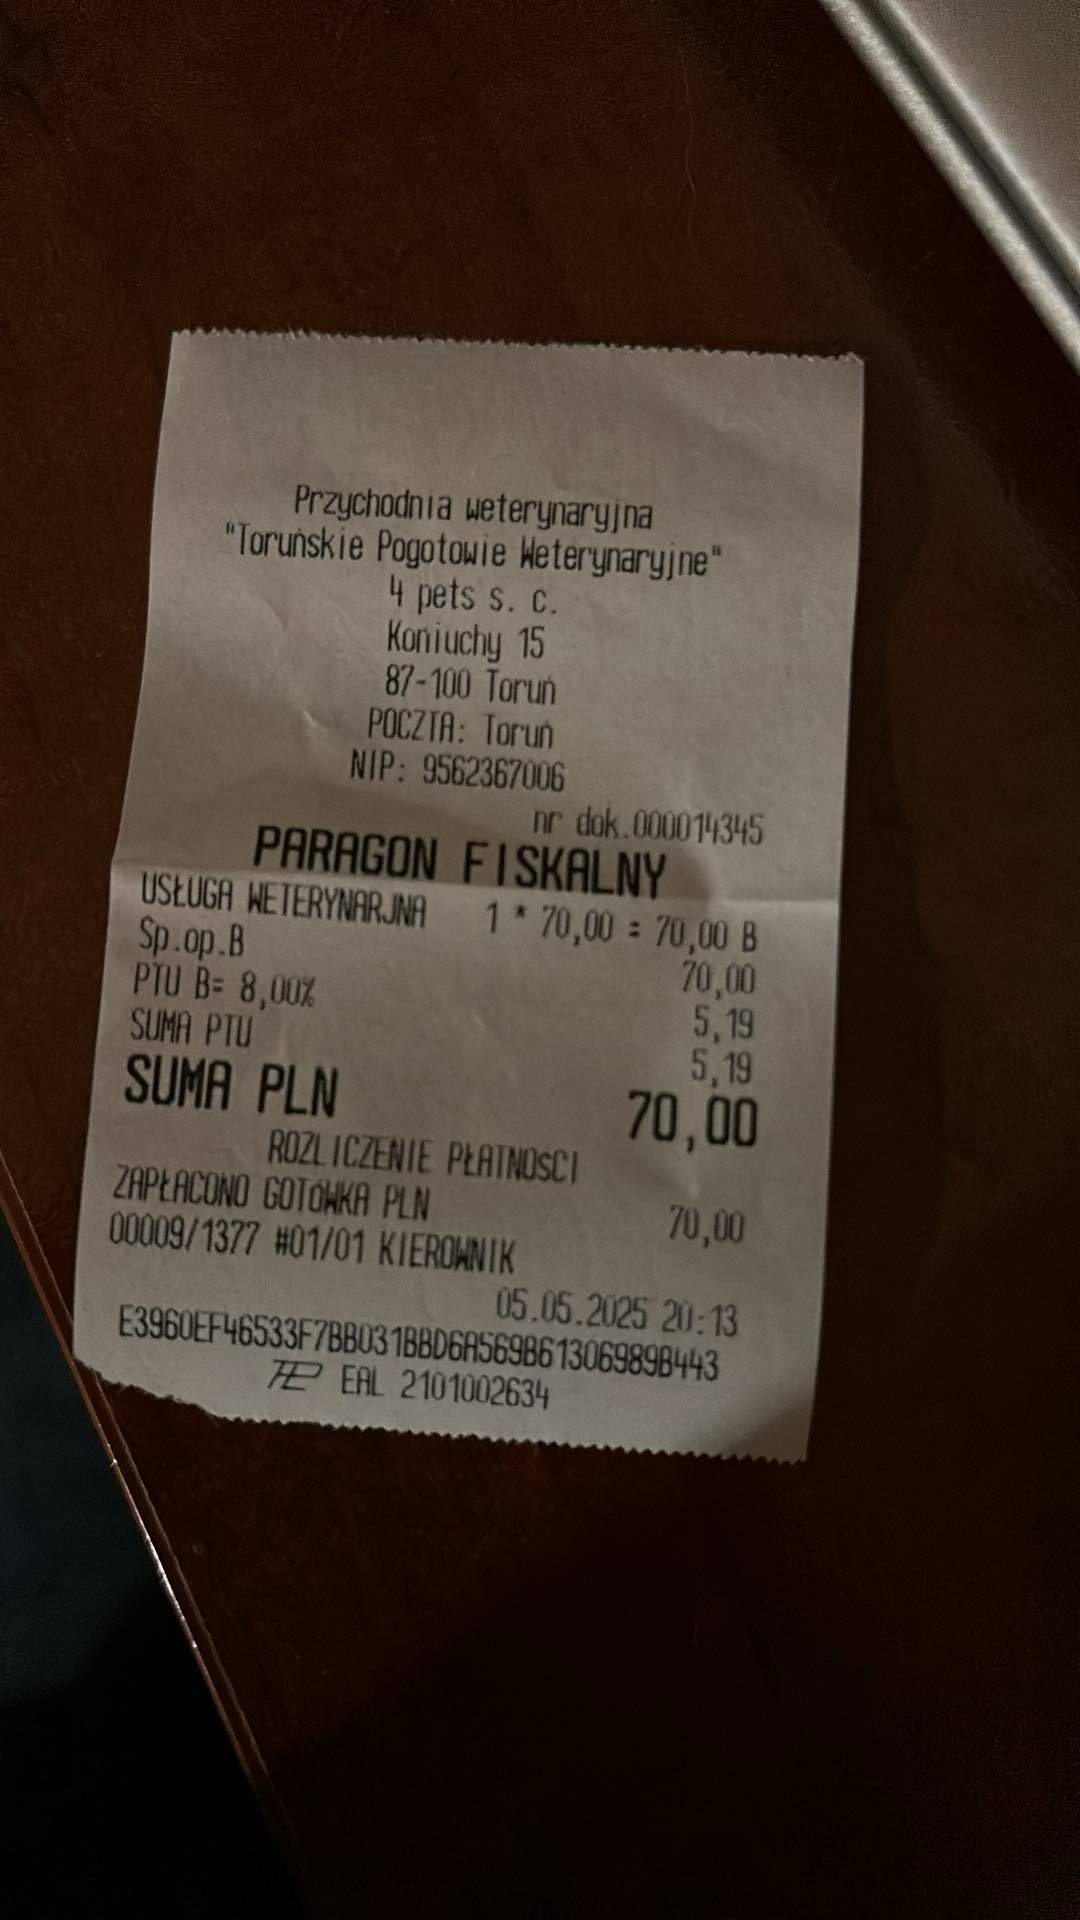 Przychodnia weterynaryjna
"Toruńskie Pogotowie Weterynaryjne"
4 pets s. c.
Koniuchy 15
87-100 Toruń
POCZTA: Toruń
NIP: 9562367006
nr dok.000014345
PARAGON FISKALNY
USŁUGA WETERYNARJNA 1 * 70,00 = 70,00 B
Sp.op.B 70,00
PTU B= 8,00% 5,19
SUMA PTU 5,19
SUMA PLN 70,00
ROZLICZENIE PŁATNOŚCI
ZAPŁACONO GOTÓWKA PLN 70,00
00009/1377 #01/01 KIEROWNIK
05.05.2025 20:13
E3960EF46533F7BB031BBD6A569B61306989B443
EAL 2101002634